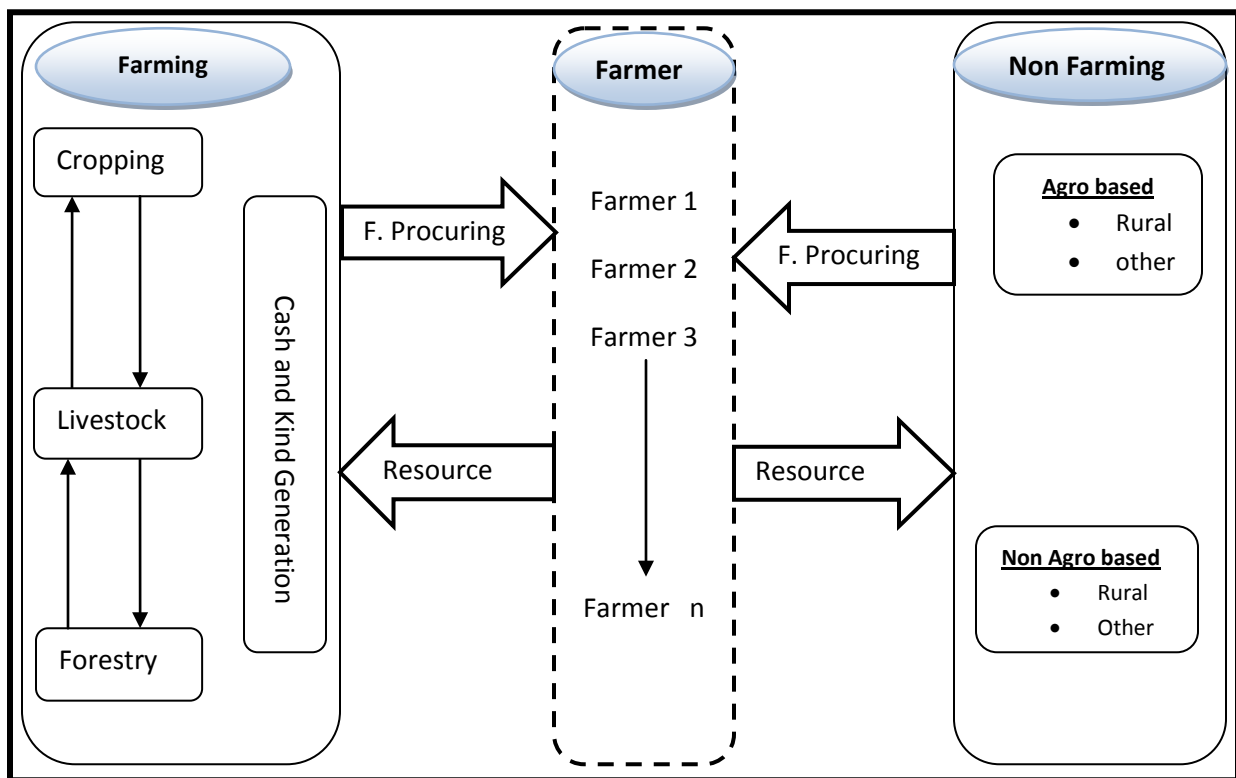 Farming
Cropping
Livestock
Forestry
Cash and Kind Generation
F. Procuring
Resource
Farmer
Farmer 1
Farmer 2
Farmer 3
Farmer n
F. Procuring
Resource
Non Farming
Agro based
• Rural
• other
Non Agro based
• Rural
• Other